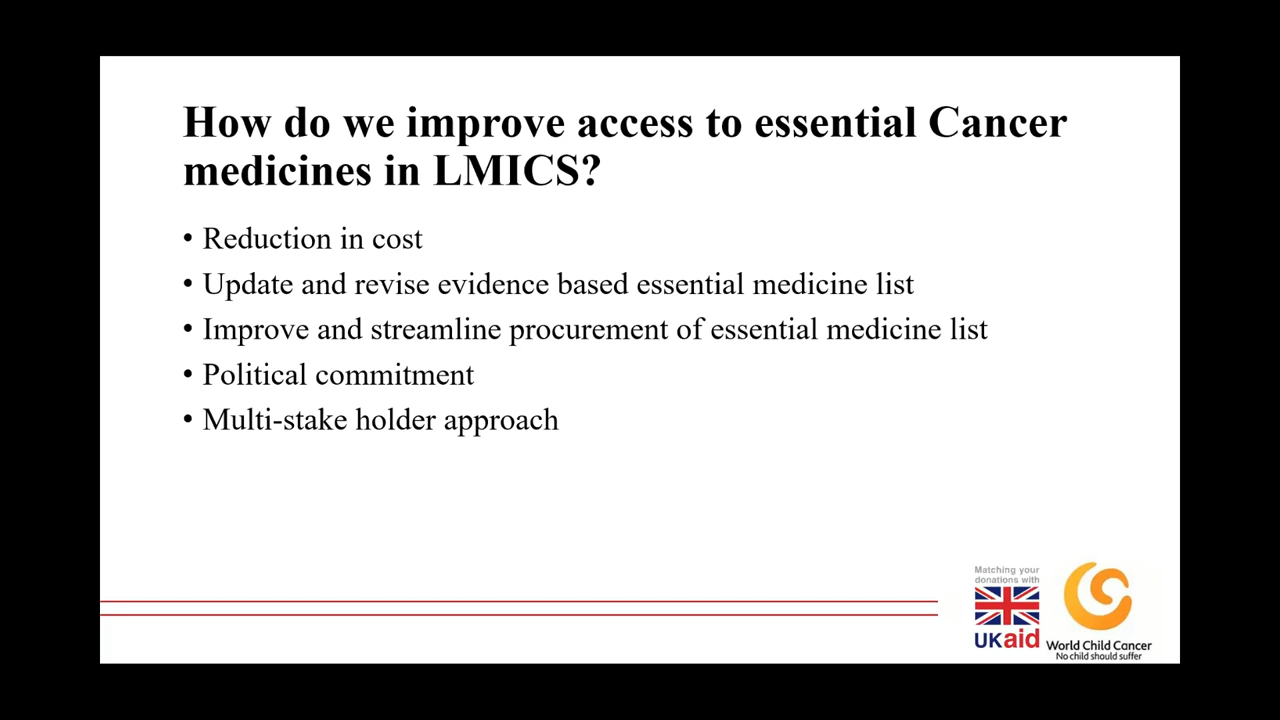 How do we improve access to essential Cancer
medicines in LMICS?
• Reduction in cost
• Update and revise evidence based essential medicine list
• Improve and streamline procurement of essential medicine list
• Political commitment
• Multi-stake holder approach
Matching your
donations with
UKaid
World Child Cancer
No child should suffer